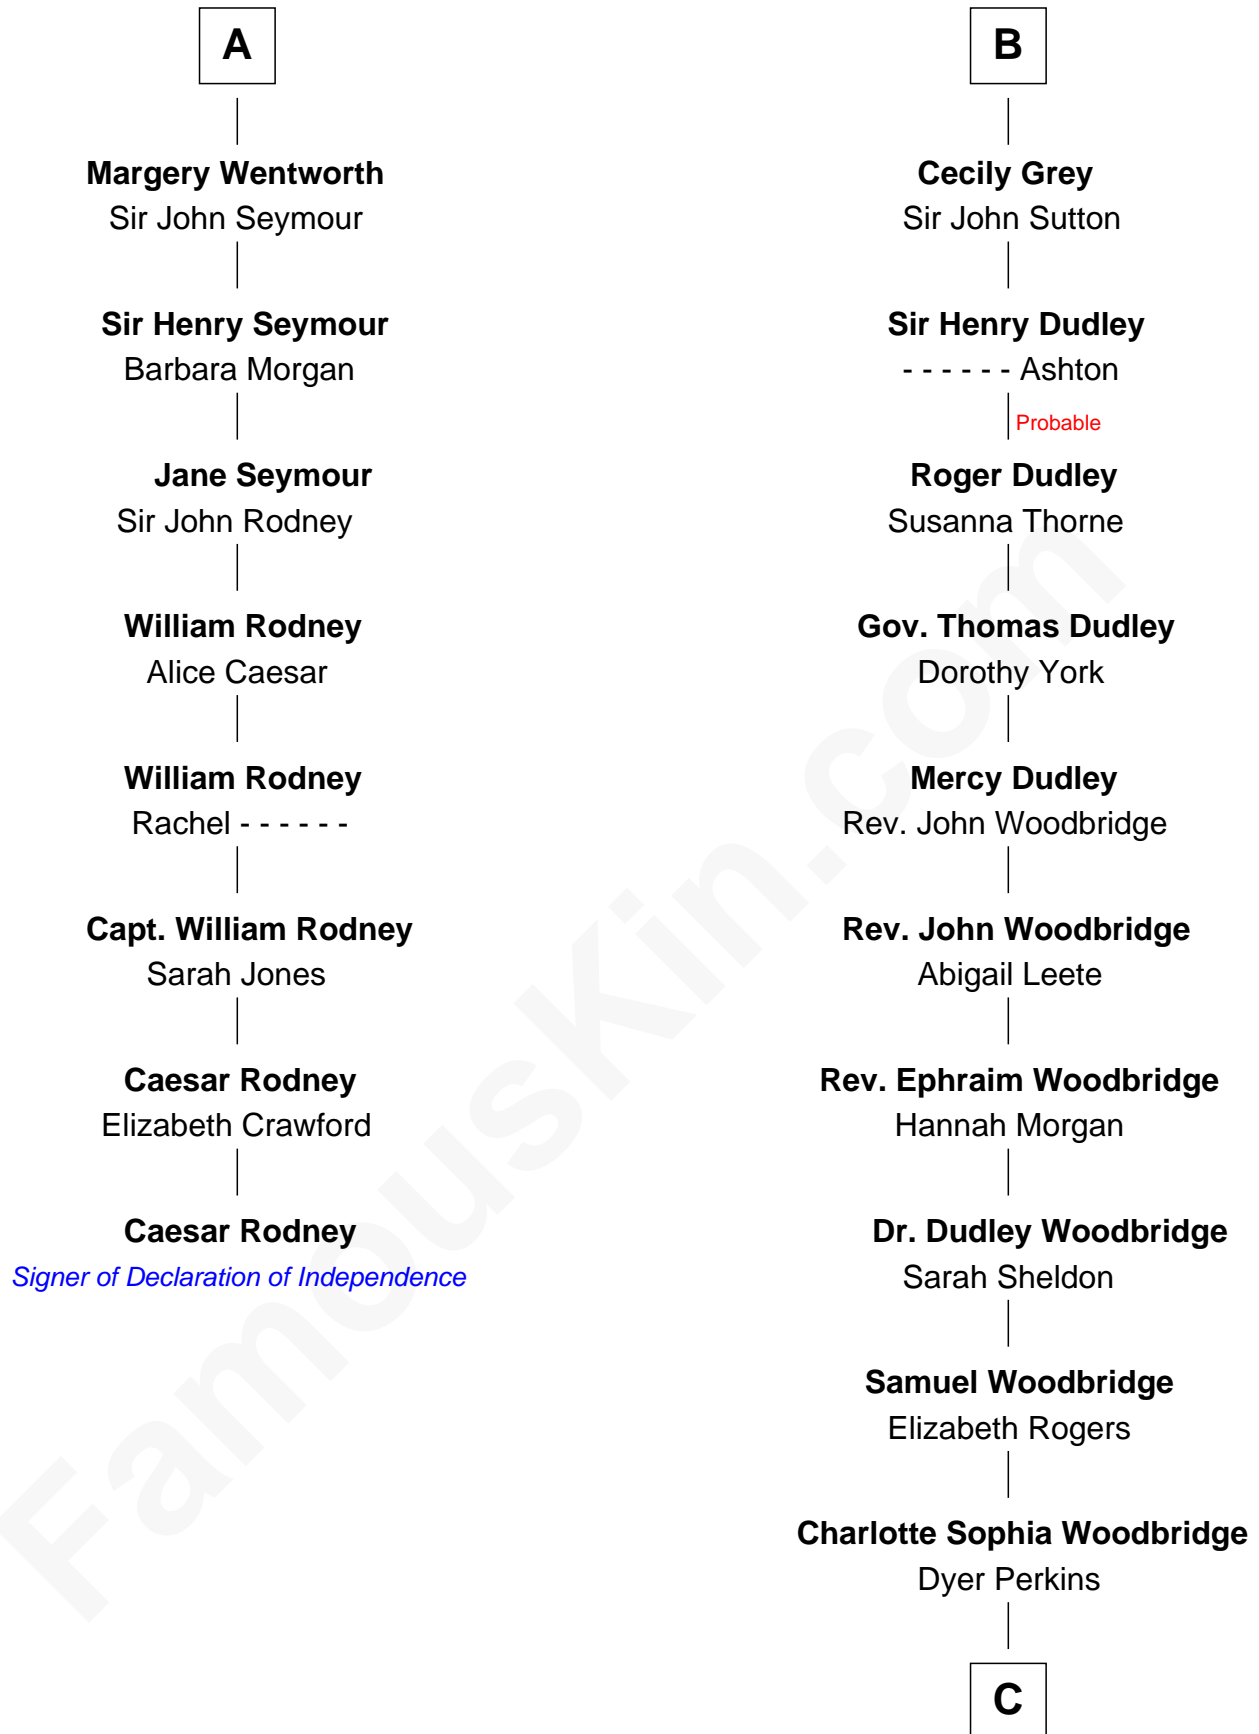 A
Margery Wentworth
Sir John Seymour
Sir Henry Seymour
Barbara Morgan
Jane Seymour
Sir John Rodney
William Rodney
Alice Caesar
William Rodney
Rachel - - - - - -
Capt. William Rodney
Sarah Jones
Caesar Rodney
Elizabeth Crawford
Caesar Rodney
Signer of Declaration of Independence
B
Cecily Grey
Sir John Sutton
Sir Henry Dudley
- - - - - - Ashton
Probable
Roger Dudley
Susanna Thorne
Gov. Thomas Dudley
Dorothy York
Mercy Dudley
Rev. John Woodbridge
Rev. John Woodbridge
Abigail Leete
Rev. Ephraim Woodbridge
Hannah Morgan
Dr. Dudley Woodbridge
Sarah Sheldon
Samuel Woodbridge
Elizabeth Rogers
Charlotte Sophia Woodbridge
Dyer Perkins
C
FamousKin.com